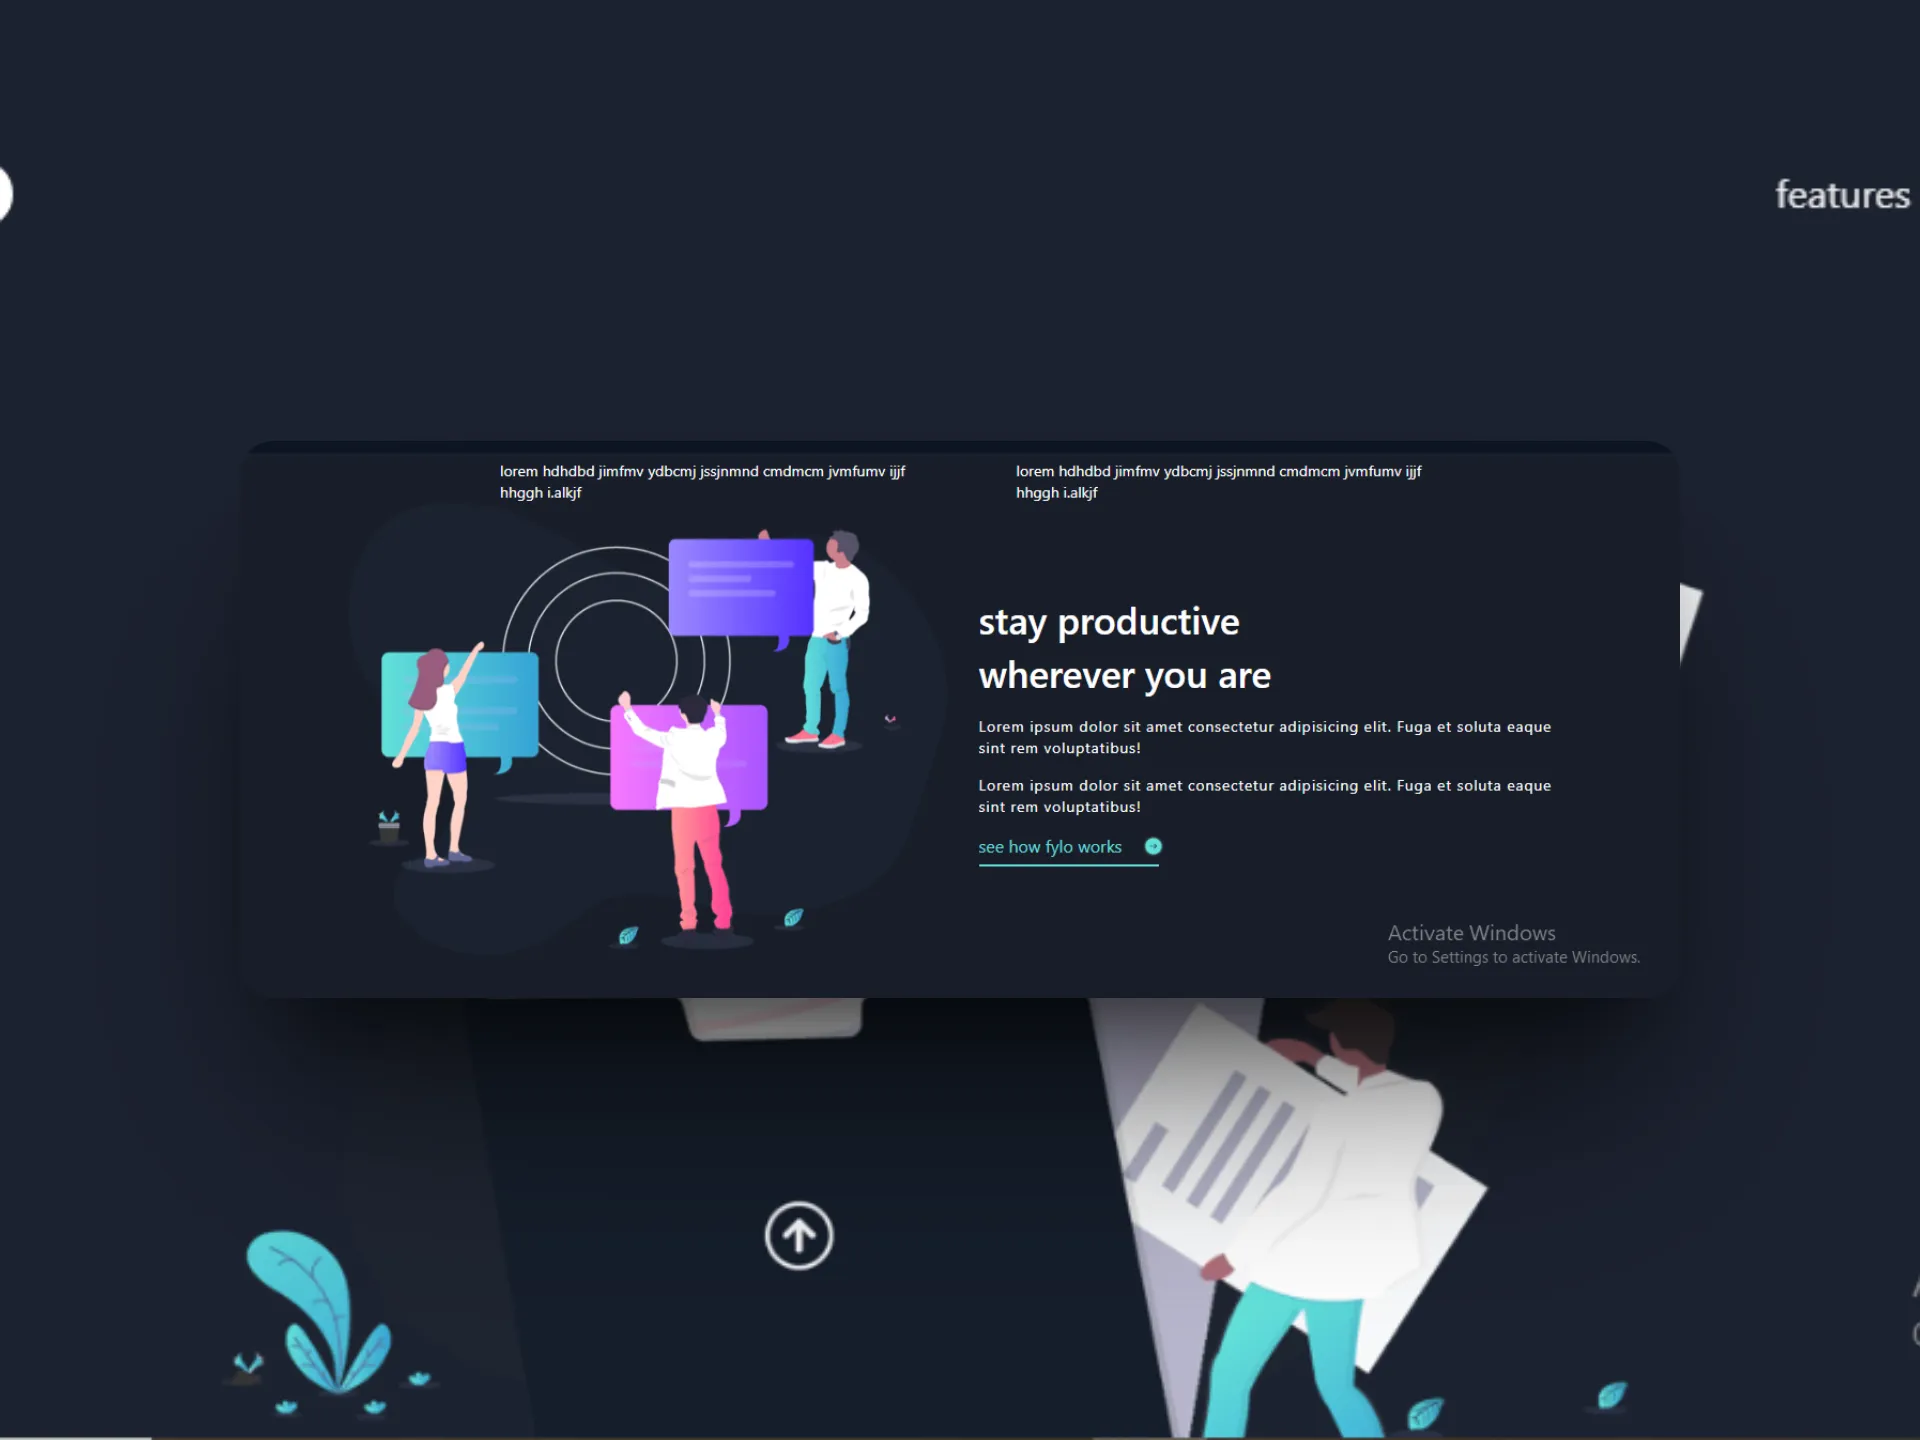 features
lorem hdhdbd jimfmv ydbcmj jssjnmnd cmdmcm jvmfumv ijjf
hhggh i.alkjf
lorem hdhdbd jimfmv ydbcmj jssjnmnd cmdmcm jvmfumv ijjf
hhggh i.alkjf
stay productive
wherever you are
Lorem ipsum dolor sit amet consectetur adipisicing elit. Fuga et soluta eaque
sint rem voluptatibus!
Lorem ipsum dolor sit amet consectetur adipisicing elit. Fuga et soluta eaque
sint rem voluptatibus!
see how fylo works
Activate Windows
Go to Settings to activate Windows.